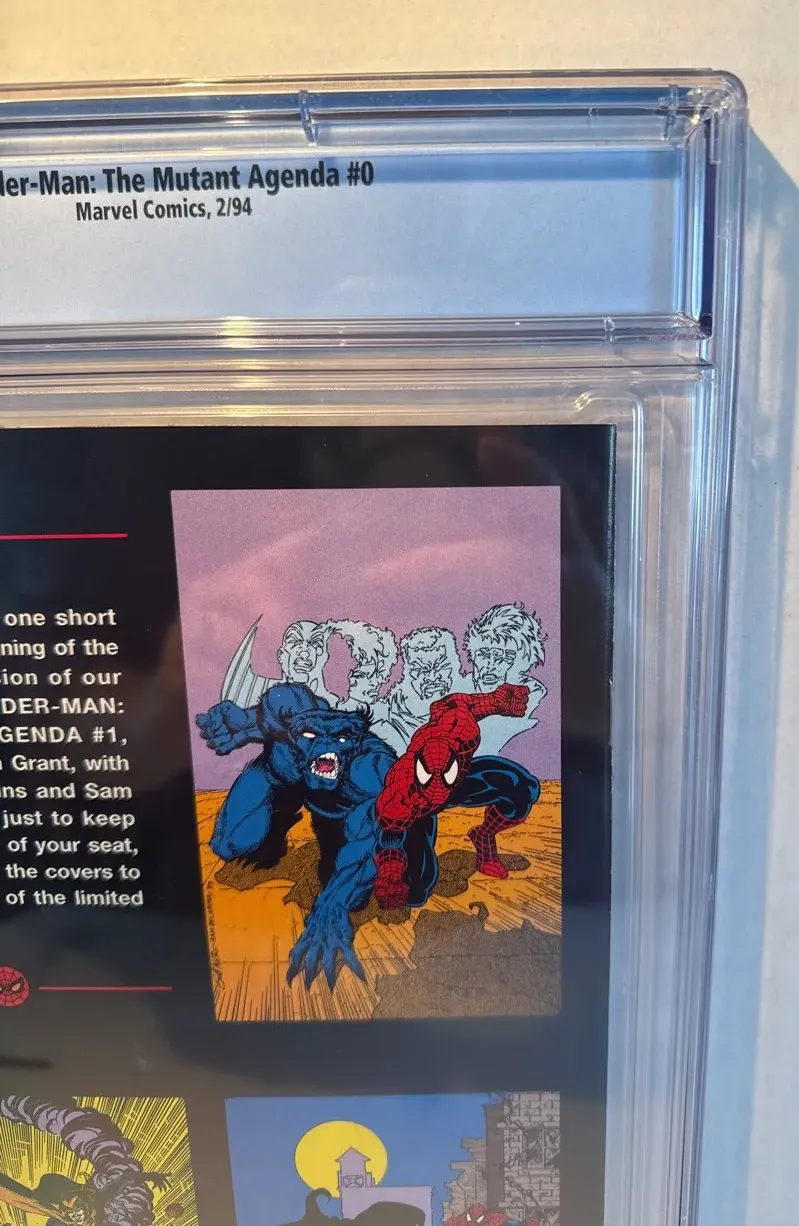 der-Man: The Mutant Agenda #0
Marvel Comics, 2/94
one short
ning of the
ion of our
DER-MAN:
GENDA #1,
Grant, with
ns and Sam
just to keep
of your seat,
the covers to
of the limited